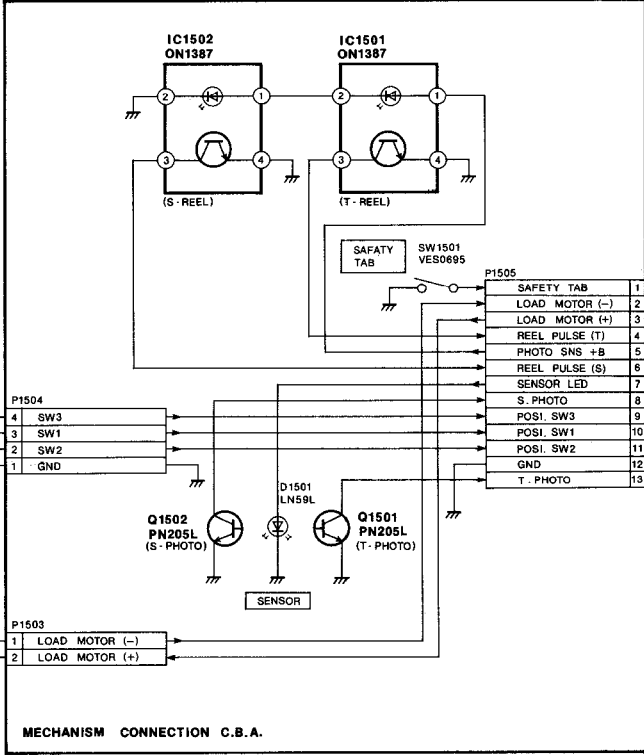 IC1502
ON1387
IC1501
ON1387
2
1
2
1
3
4
3
4
(S-REEL)
(T-REEL)
SAFATY
TAB
SW1501
VES0695
P1505
SAFETY TAB 1
LOAD MOTOR (-) 2
LOAD MOTOR (+) 3
REEL PULSE (T) 4
PHOTO SNS +B 5
REEL PULSE (S) 6
SENSOR LED 7
S. PHOTO 8
POSI. SW3 9
POSI. SW1 10
POSI. SW2 11
GND 12
T-PHOTO 13
P1504
4 SW3
3 SW1
2 SW2
1 GND
D1501
LN59L
Q1502
PN205L
(S-PHOTO)
Q1501
PN205L
(T-PHOTO)
SENSOR
P1503
1 LOAD MOTOR (-)
2 LOAD MOTOR (+)
MECHANISM CONNECTION C.B.A.